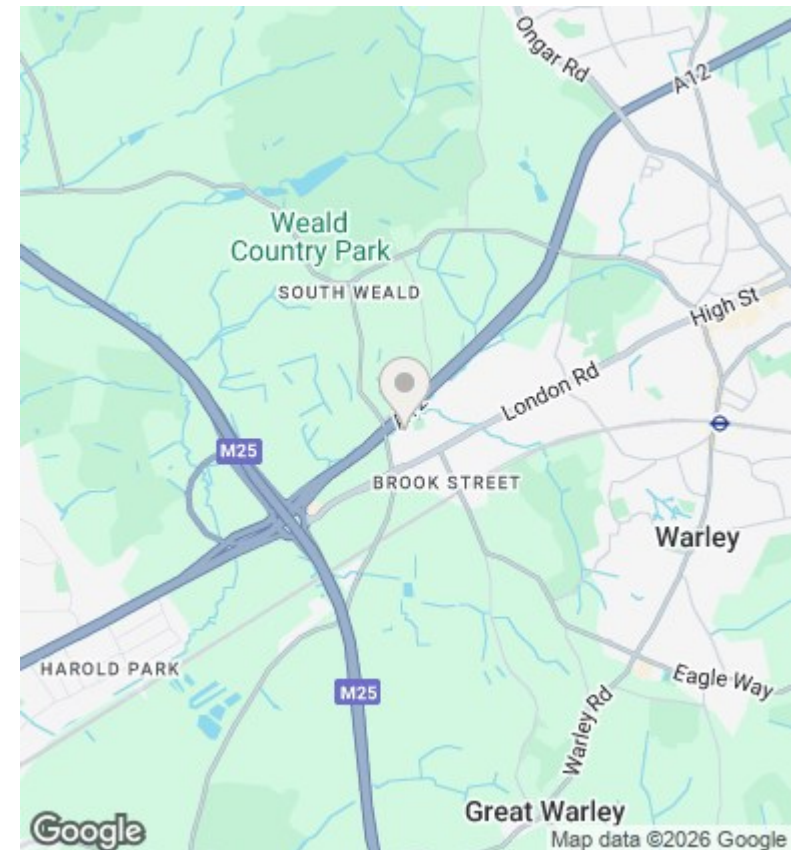 Ongar Rd
A12
Weald
Country Park
SOUTH WEALD
High St
London Rd
M25
BROOK STREET
Warley
HAROLD PARK
M25
Eagle Way
Warley Rd
Great Warley
Google
Map data ©2026 Google